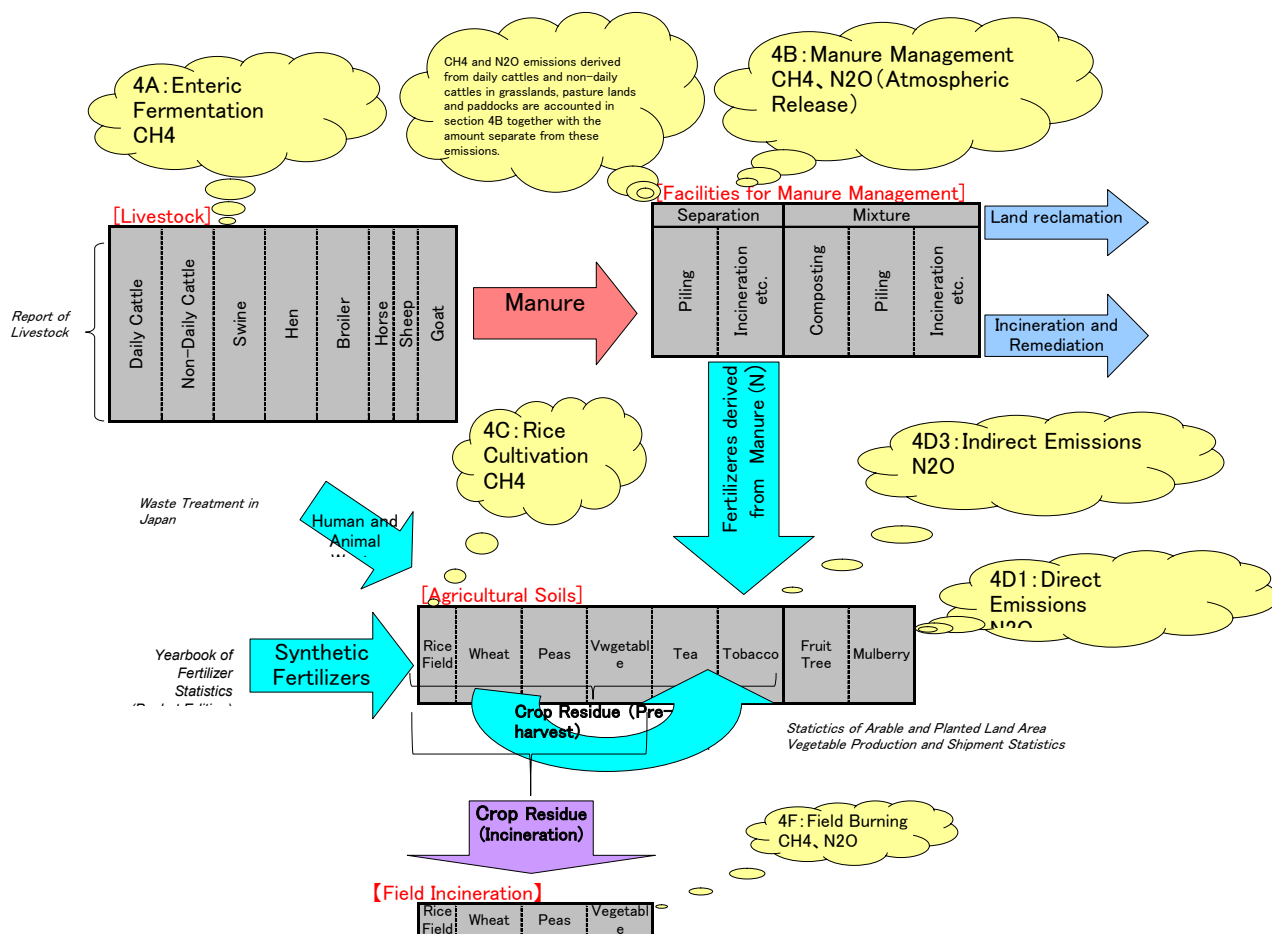 4A：Enteric
Fermentation
CH4
CH4 and N2O emissions derived
from daily cattles and non-daily
cattles in grasslands, pasture lands
and paddocks are accounted in
section 4B together with the
amount separate from these
emissions.
4B：Manure Management
CH4、N2O（Atmospheric
Release）
[Livestock]
[Facilities for Manure Management]
Report of
Livestock
Daily Cattle
Non-Daily Cattle
Swine
Hen
Broiler
Horse
Sheep
Goat
Manure
Separation
Mixture
Piling
Incineration
etc.
Composting
Piling
Incineration
etc.
Land reclamation
Incineration and
Remediation
Fertilizeres derived
from Manure (N)
4C：Rice
Cultivation
CH4
4D3：Indirect Emissions
N2O
Waste Treatment in
Japan
Human and
Animal
4D1：Direct
Emissions
N2O
[Agricultural Soils]
Yearbook of
Fertilizer
Statistics
Synthetic
Fertilizers
Rice
Field
Wheat
Peas
Vwgetabl
e
Tea
Tobacco
Fruit
Tree
Mulberry
Crop Residue (Pre-
harvest)
Statictics of Arable and Planted Land Area
Vegetable Production and Shipment Statistics
Crop Residue
(Incineration)
4F：Field Burning
CH4、N2O
【Field Incineration】
Rice
Field
Wheat
Peas
Vegetabl
e